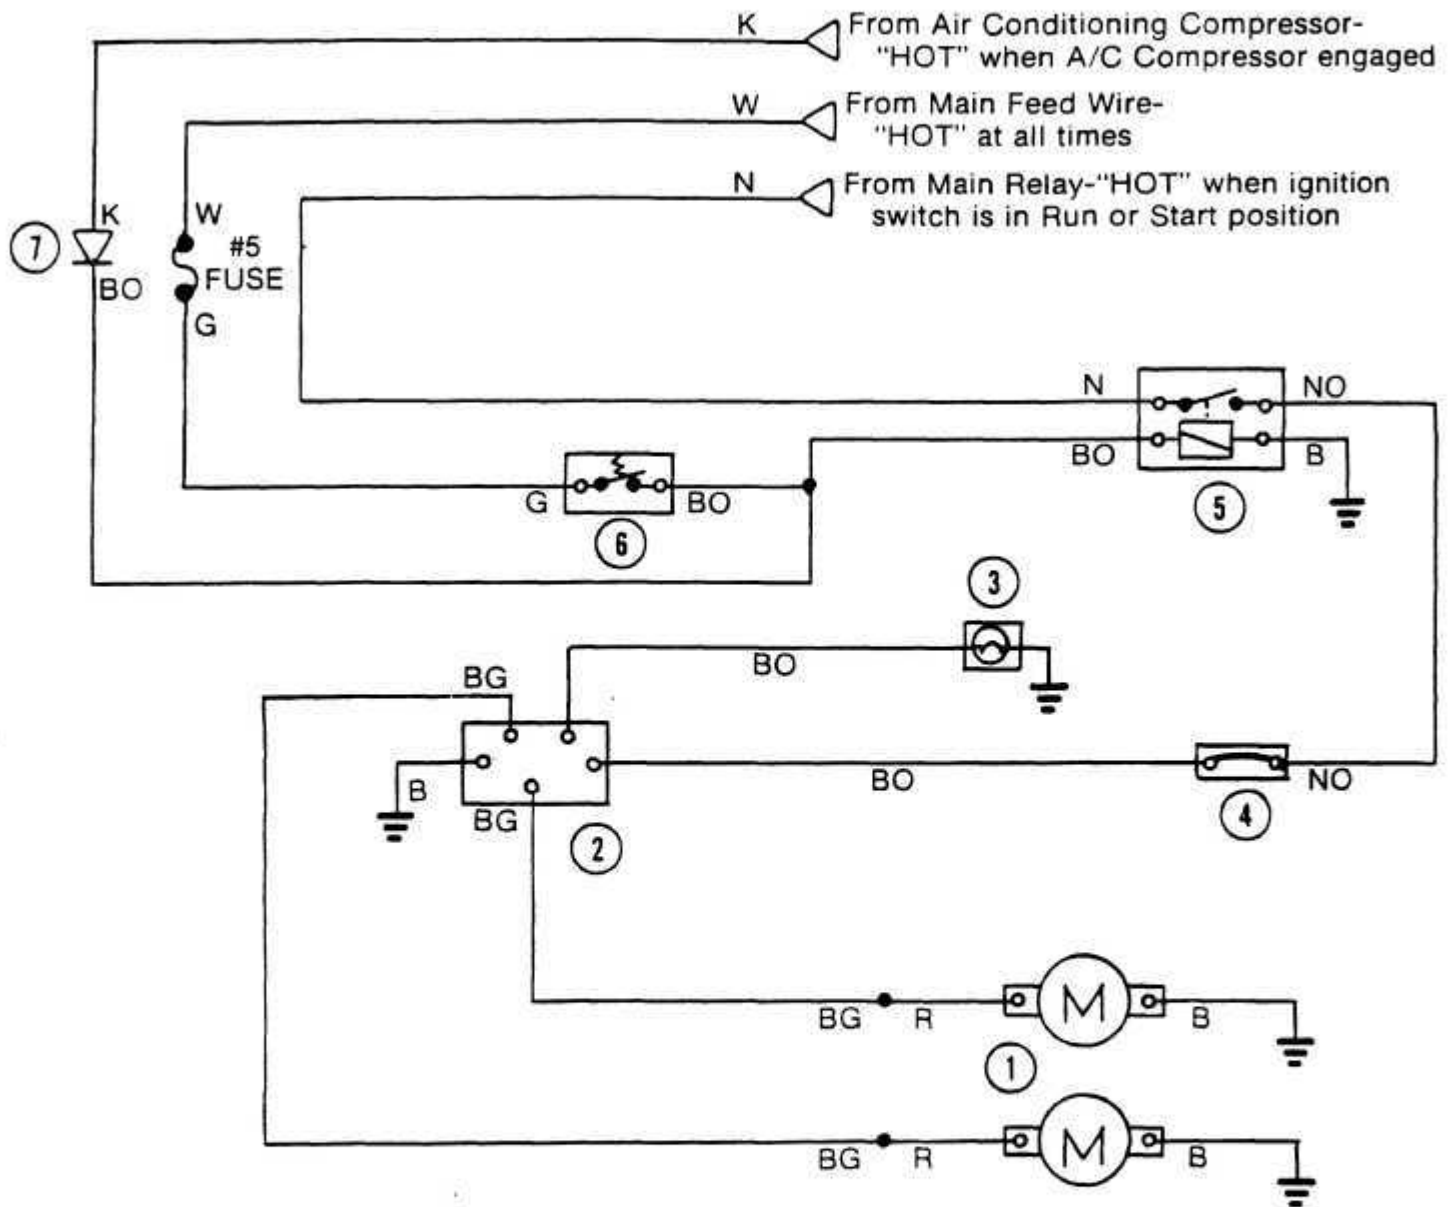 K
From Air Conditioning Compressor-
"HOT" when A/C Compressor engaged
W
From Main Feed Wire-
"HOT" at all times
N
From Main Relay-"HOT" when ignition
switch is in Run or Start position
K
W
7
#5
BO
FUSE
G
N
NO
BO
B
G
BO
5
6
3
BO
BG
B
BO
NO
BG
4
2
BG
R
M
B
1
BG
R
M
B